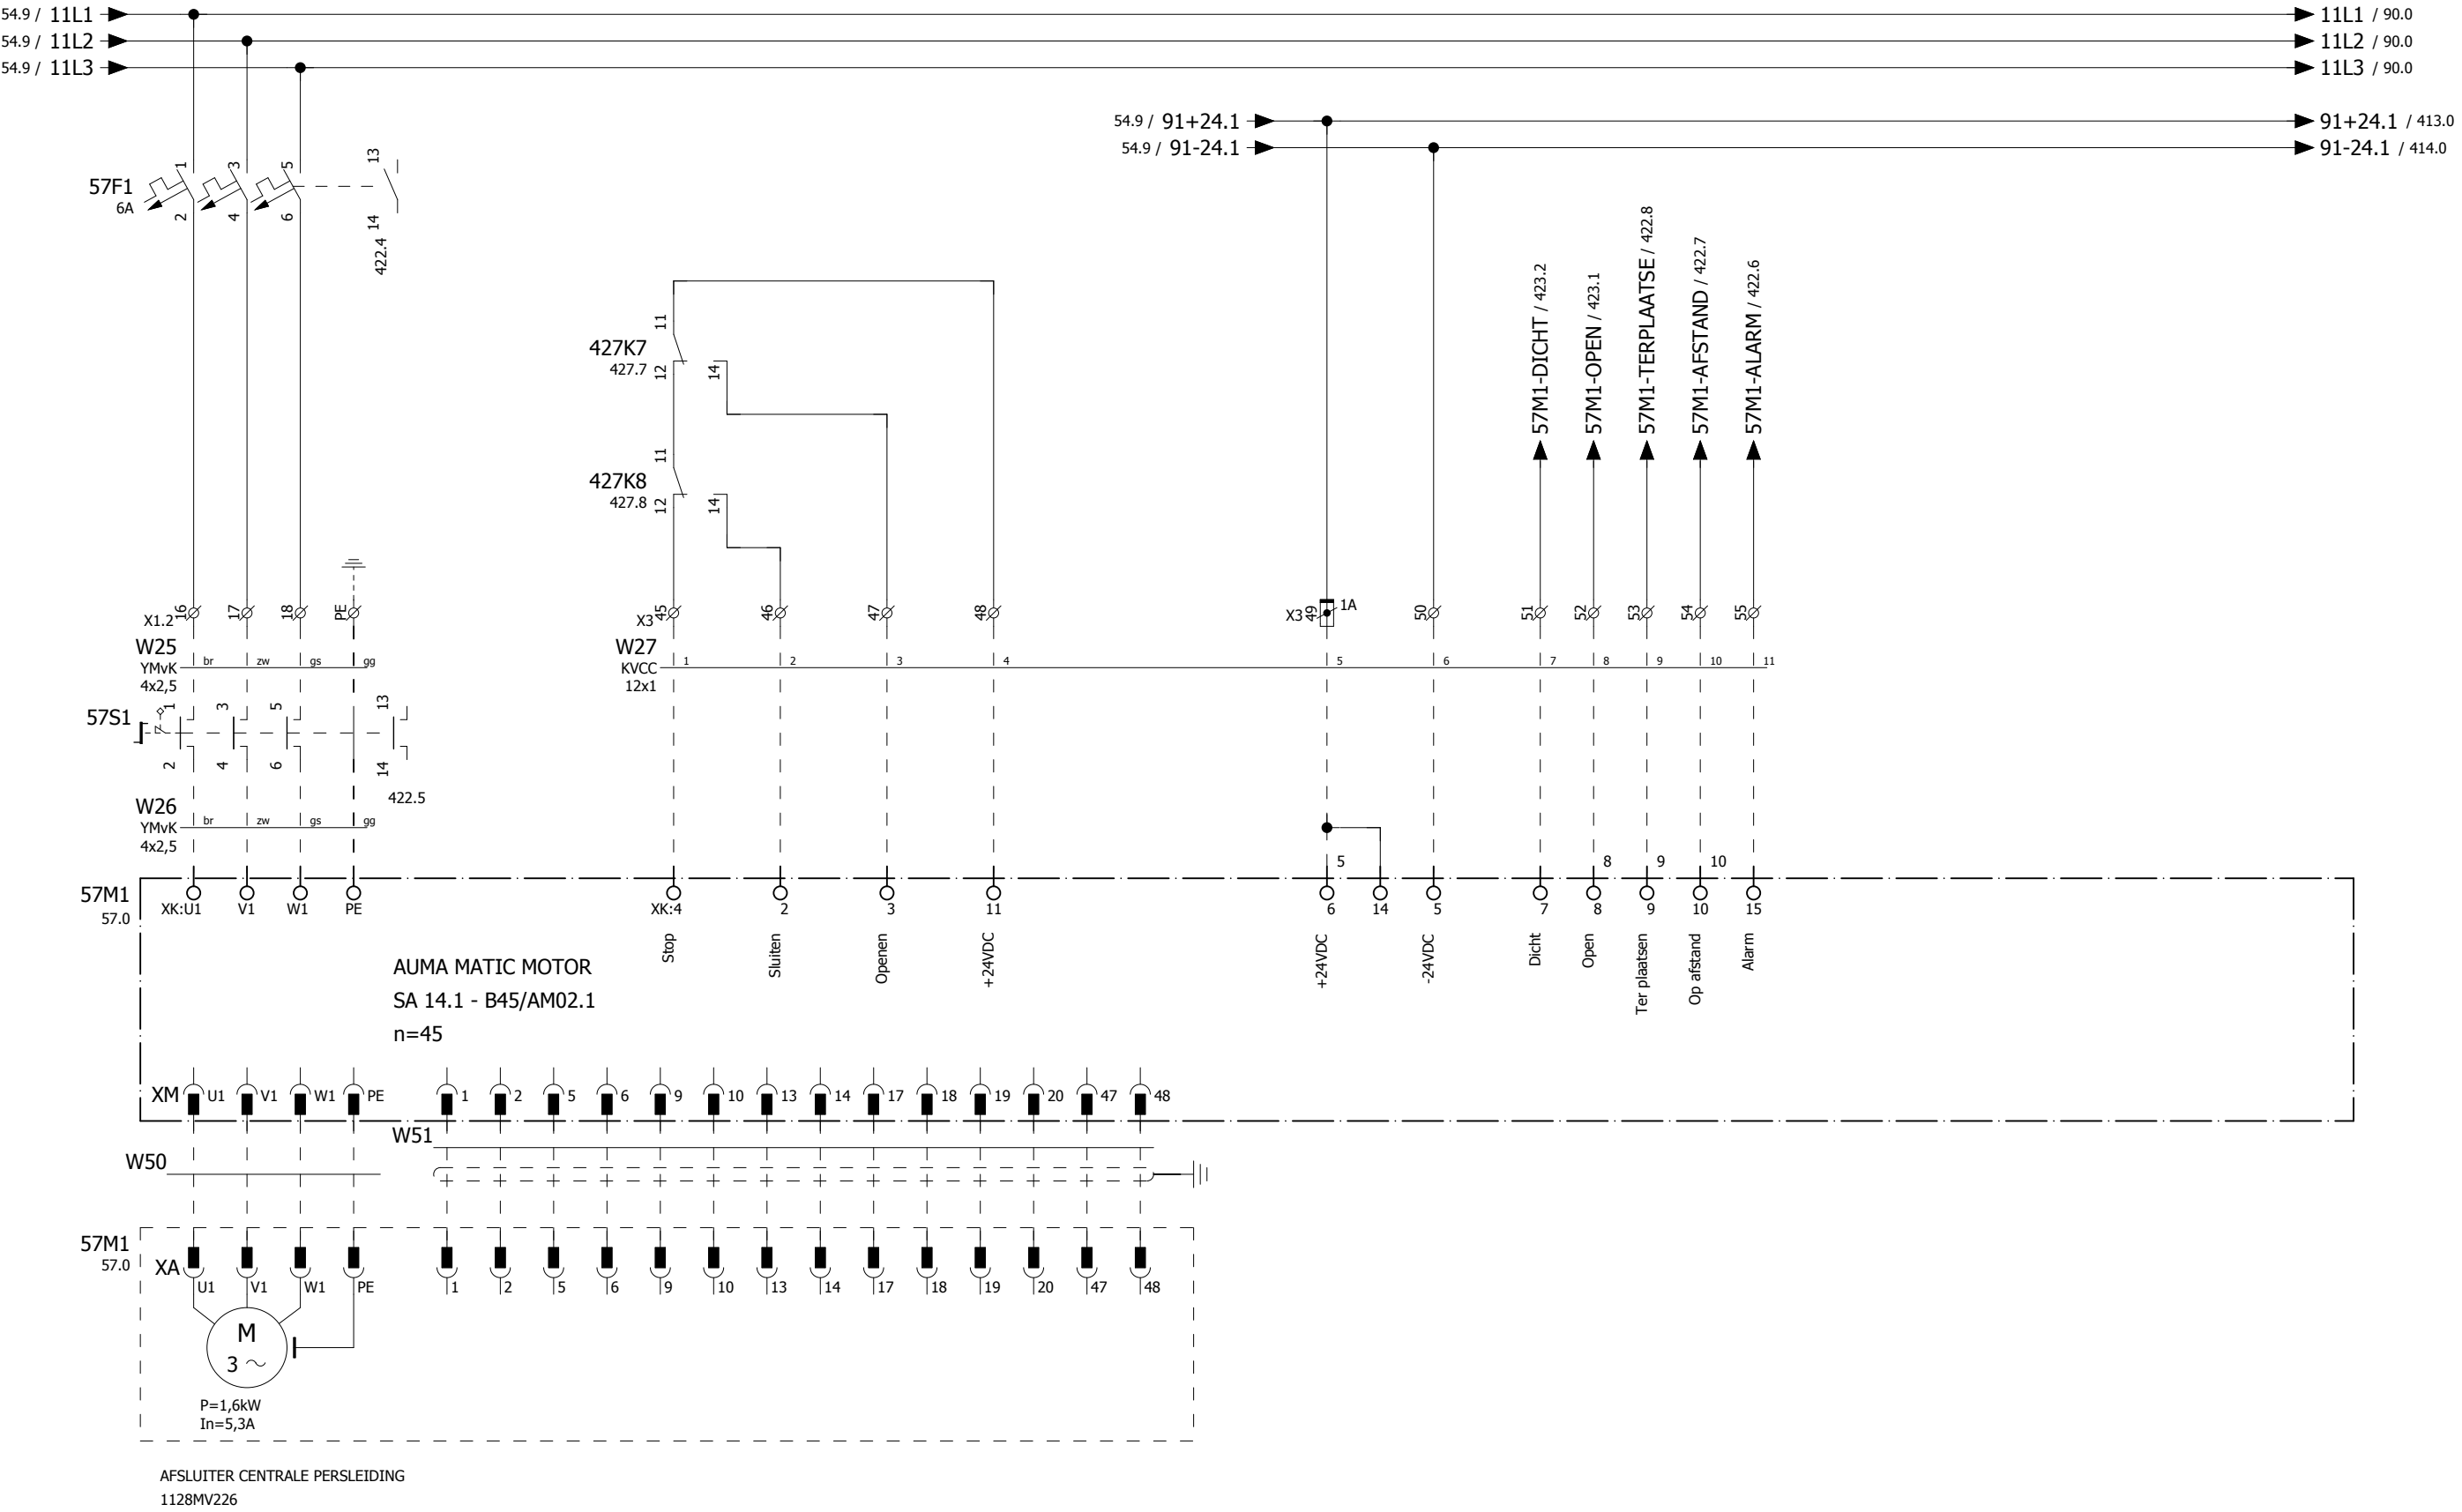 54.9 / 11L1
11L1 / 90.0
54.9 / 11L2
11L2 / 90.0
54.9 / 11L3
11L3 / 90.0
54.9 / 91+24.1
91+24.1 / 413.0
54.9 / 91-24.1
91-24.1 / 414.0
57F1
6A
1
3
5
13
2
4
6
14
422.4
57M1-DICHT / 423.2
57M1-OPEN / 423.1
57M1-TERPLAATSE / 422.8
57M1-AFSTAND / 422.7
57M1-ALARM / 422.6
427K7
427.7
11
12
14
427K8
427.8
11
12
14
X1.2
16
17
18
PE
X3
45
46
47
48
X3
49
1A
50
51
52
53
54
55
W25
YMvK
4x2,5
br
zw
gs
gg
W27
KVCC
12x1
1
2
3
4
5
6
7
8
9
10
11
57S1
1
3
5
13
2
4
6
14
422.5
W26
YMvK
4x2,5
br
zw
gs
gg
5
8
9
10
57M1
57.0
XK:U1
V1
W1
PE
XK:4
2
3
11
6
14
5
7
8
9
10
15
Stop
Sluiten
Openen
+24VDC
+24VDC
-24VDC
Dicht
Open
Ter plaatsen
Op afstand
Alarm
AUMA MATIC MOTOR
SA 14.1 - B45/AM02.1
n=45
XM
U1
V1
W1
PE
1
2
5
6
9
10
13
14
17
18
19
20
47
48
W51
W50
57M1
57.0
XA
U1
V1
W1
PE
1
2
5
6
9
10
13
14
17
18
19
20
47
48
M
3
P=1,6kW
In=5,3A
AFSLUITER CENTRALE PERSLEIDING
1128MV226